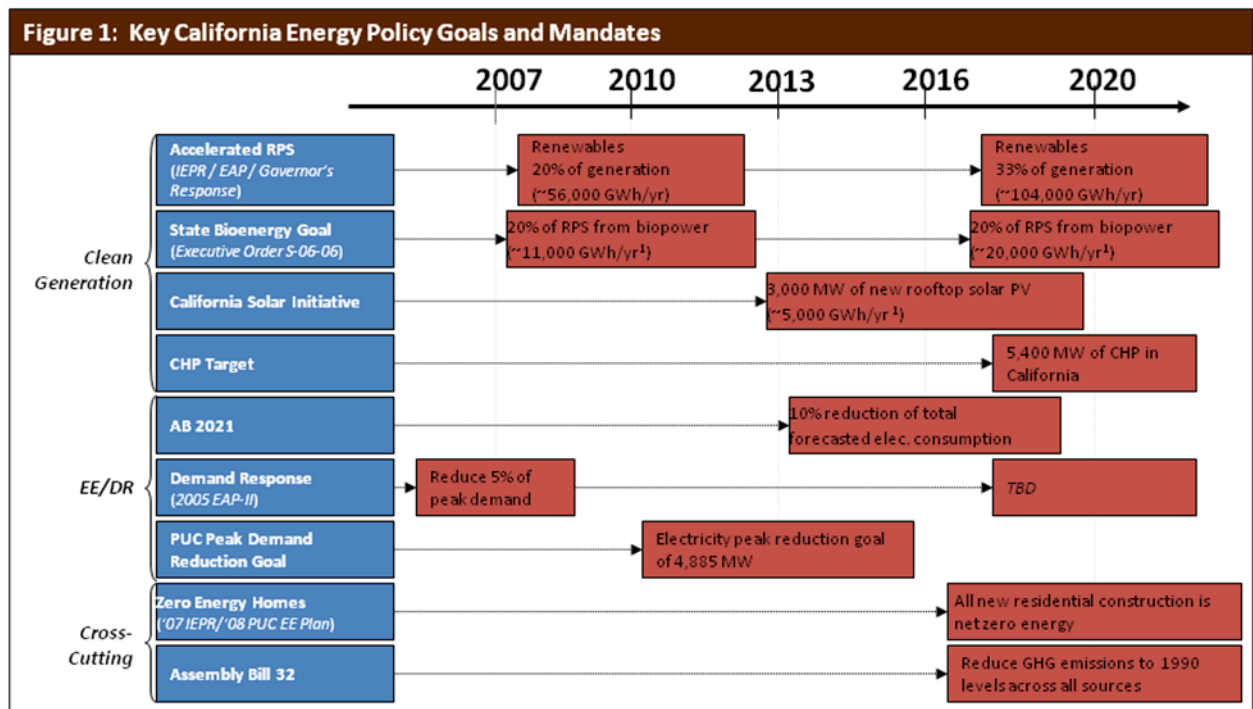 Figure 1: Key California Energy Policy Goals and Mandates
2007 2010 2013 2016 2020
Clean
Generation
Accelerated RPS
(IEPR / EAP / Governor's
Response)
Renewables
20% of generation
(~56,000 GWh/yr)
Renewables
33% of generation
(~104,000 GWh/yr)
State Bioenergy Goal
(Executive Order S-06-06)
20% of RPS from biopower
(~11,000 GWh/yr¹)
20% of RPS from biopower
(~20,000 GWh/yr¹)
California Solar Initiative
3,000 MW of new rooftop solar PV
(~5,000 GWh/yr ¹)
CHP Target
5,400 MW of CHP in
California
EE/DR
AB 2021
10% reduction of total
forecasted elec. consumption
Demand Response
(2005 EAP-II)
Reduce 5% of
peak demand
TBD
PUC Peak Demand
Reduction Goal
Electricity peak reduction goal
of 4,885 MW
Cross-
Cutting
Zero Energy Homes
('07 IEPR/'08 PUC EE Plan)
All new residential construction is
net zero energy
Assembly Bill 32
Reduce GHG emissions to 1990
levels across all sources